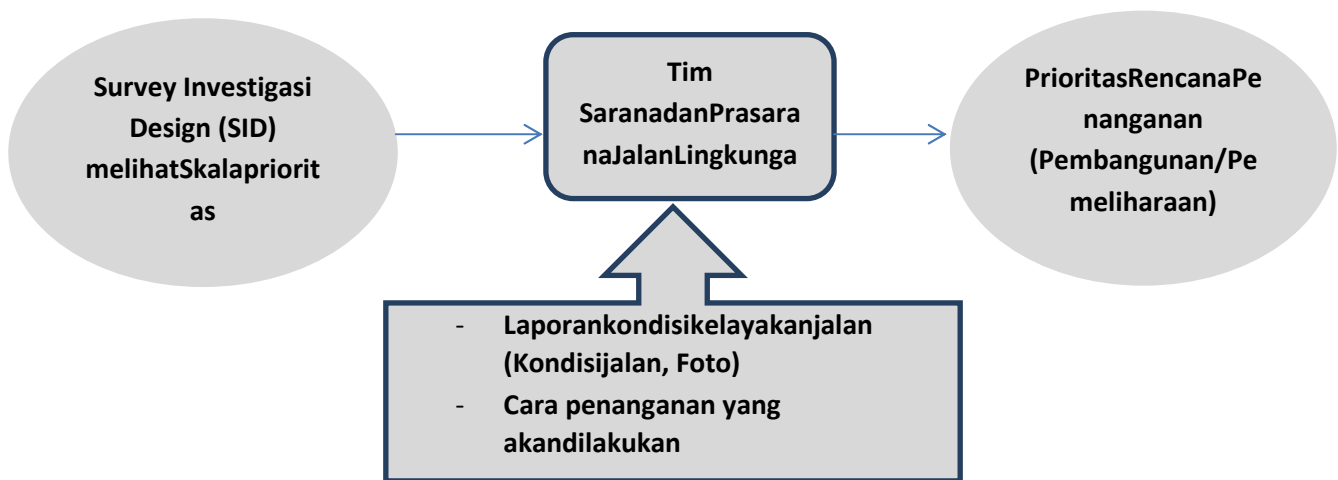 Survey Investigasi
Design (SID)
melihatSkalapriorit
as
Tim
SaranadanPrasara
naJalanLingkunga
PrioritasRencanaPe
nanganan
(Pembangunan/Pe
meliharaan)
- Laporankondisikelayakanjalan
(Kondisijalan, Foto)
- Cara penanganan yang
akandilakukan